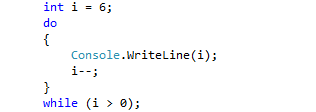 int i = 6;
do
{
Console.WriteLine(i);
i--;
}
while (i > 0);